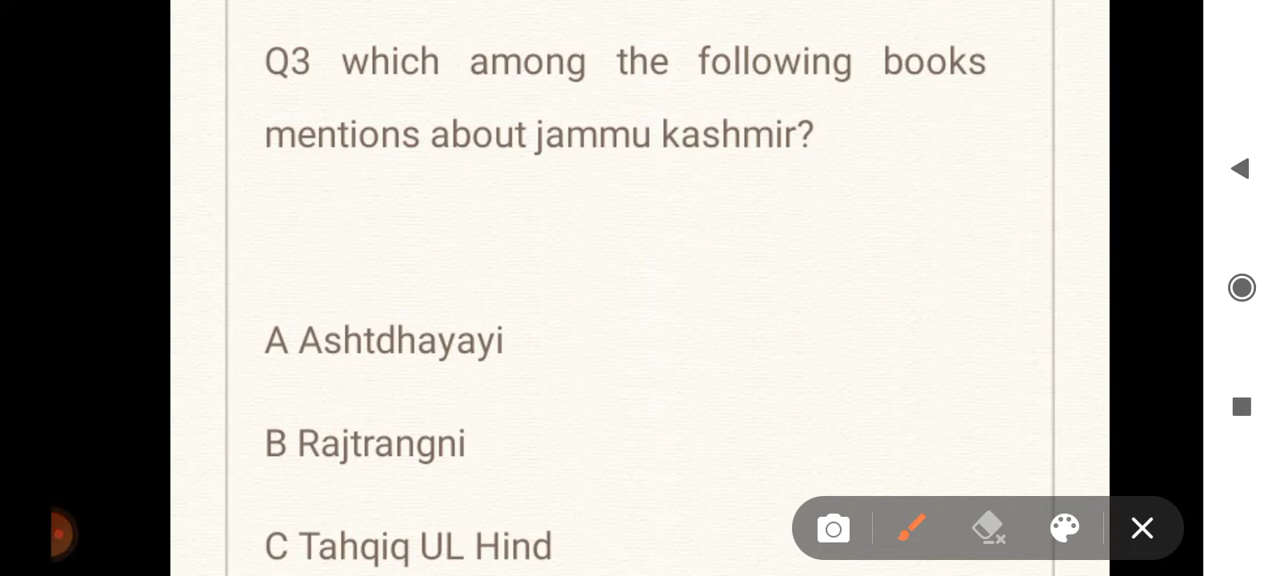 Q3 which among the following books
mentions about jammu kashmir?
A Ashtdhayayi
B Rajtrangni
C Tahqiq UL Hind